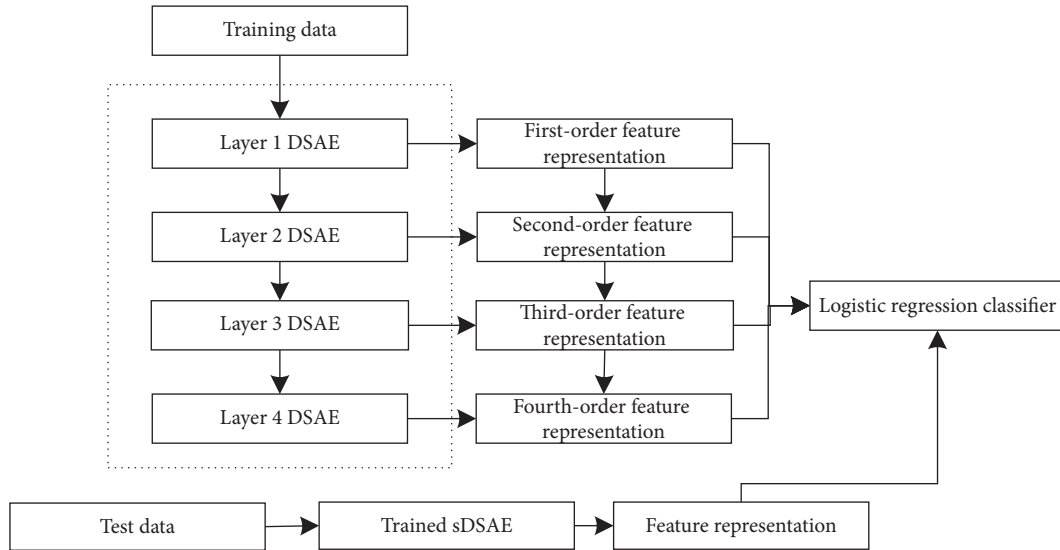 Training data
Layer 1 DSAE
First-order feature
representation
Layer 2 DSAE
Second-order feature
representation
Layer 3 DSAE
Third-order feature
representation
Logistic regression classifier
Layer 4 DSAE
Fourth-order feature
representation
Test data
Trained sDSAE
Feature representation